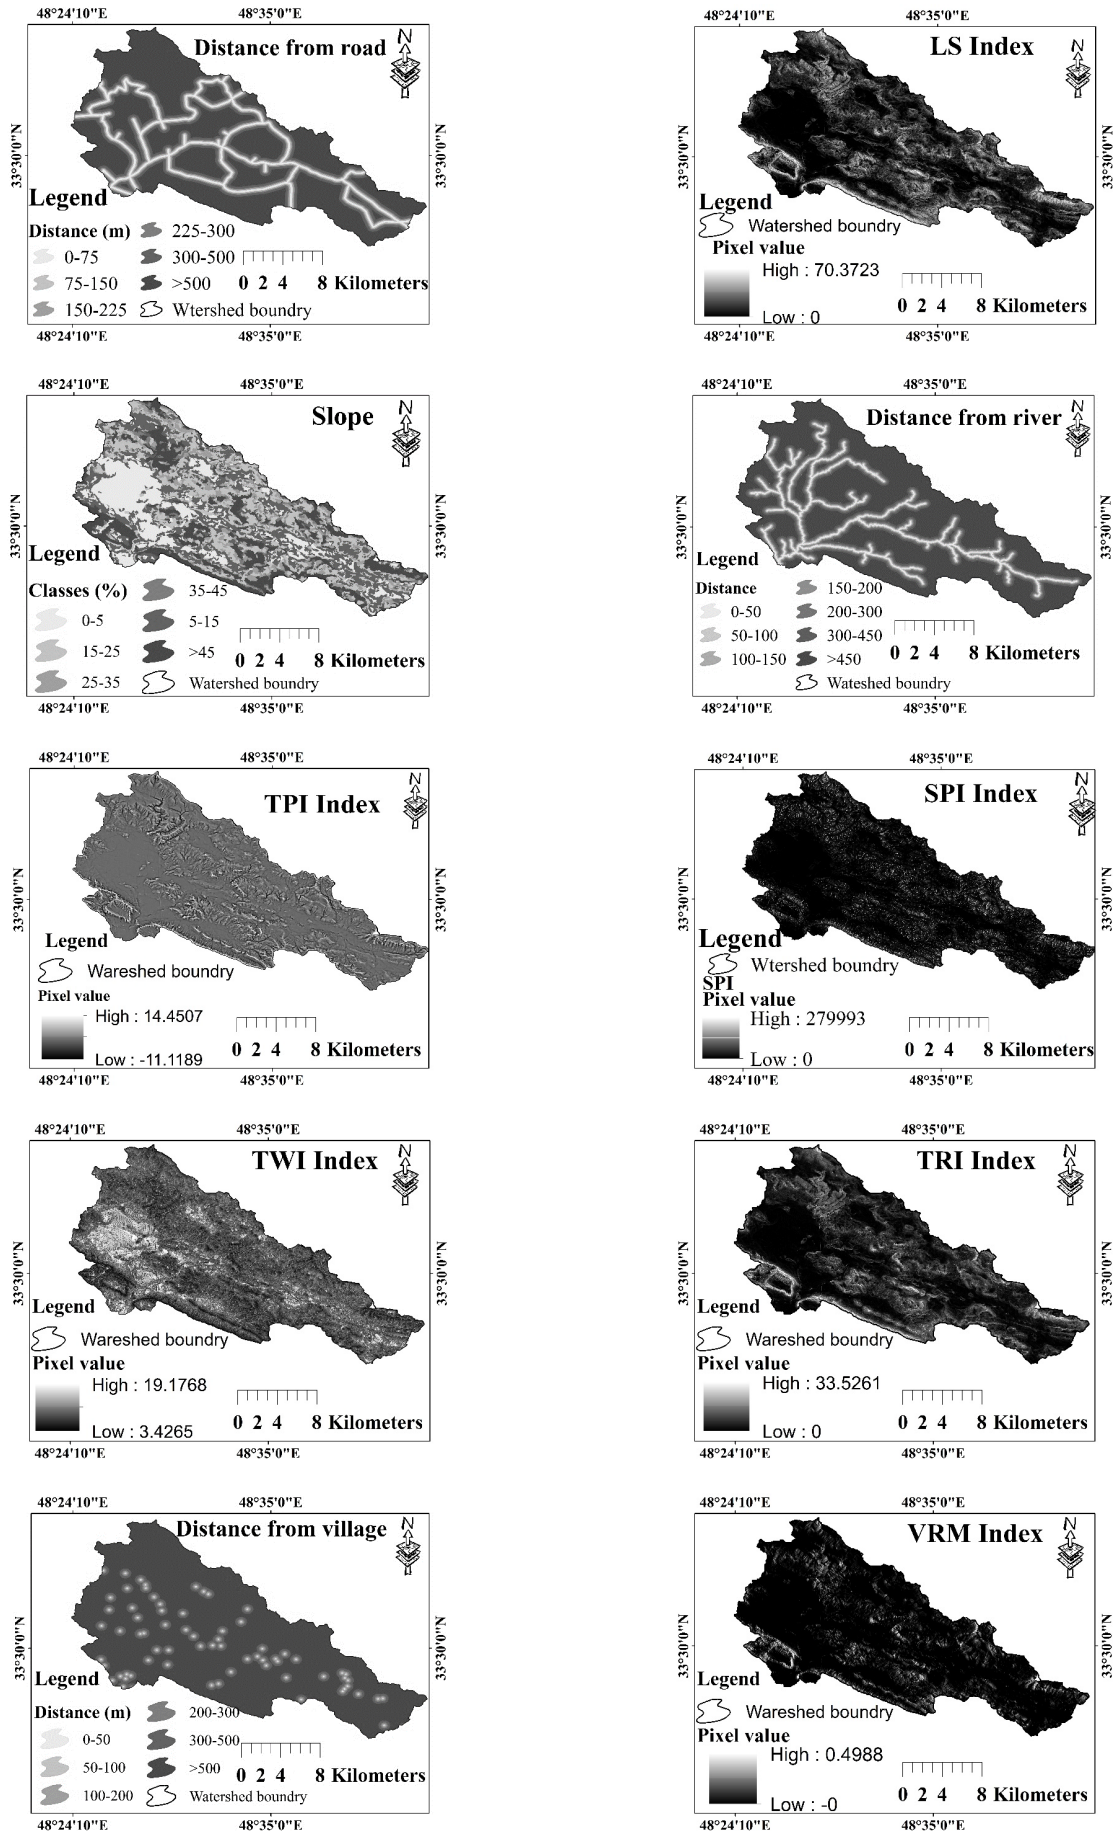 48°24'10"E 48°35'0"E
Distance from road
N
33°30'0"N
33°30'0"N
Legend
Distance (m)
0-75
75-150
150-225
225-300
300-500
>500
Wtershed boundry
0 2 4 8 Kilometers
48°24'10"E 48°35'0"E
48°24'10"E 48°35'0"E
LS Index
N
33°30'0"N
33°30'0"N
Legend
Watershed boundry
Pixel value
High : 70.3723
Low : 0
0 2 4 8 Kilometers
48°24'10"E 48°35'0"E
48°24'10"E 48°35'0"E
Slope
N
33°30'0"N
33°30'0"N
Legend
Classes (%)
0-5
15-25
25-35
35-45
5-15
>45
Watershed boundry
0 2 4 8 Kilometers
48°24'10"E 48°35'0"E
48°24'10"E 48°35'0"E
Distance from river
N
33°30'0"N
33°30'0"N
Legend
Distance
0-50
50-100
100-150
150-200
200-300
300-450
>450
Wateshed boundry
0 2 4 8 Kilometers
48°24'10"E 48°35'0"E
48°24'10"E 48°35'0"E
TPI Index
N
33°30'0"N
33°30'0"N
Legend
Wareshed boundry
Pixel value
High : 14.4507
Low : -11.1189
0 2 4 8 Kilometers
48°24'10"E 48°35'0"E
48°24'10"E 48°35'0"E
SPI Index
N
33°30'0"N
33°30'0"N
Legend
Wtershed boundry
SPI
Pixel value
High : 279993
Low : 0
0 2 4 8 Kilometers
48°24'10"E 48°35'0"E
48°24'10"E 48°35'0"E
TWI Index
N
33°30'0"N
33°30'0"N
Legend
Wareshed boundry
Pixel value
High : 19.1768
Low : 3.4265
0 2 4 8 Kilometers
48°24'10"E 48°35'0"E
48°24'10"E 48°35'0"E
TRI Index
N
33°30'0"N
33°30'0"N
Legend
Wareshed boundry
Pixel value
High : 33.5261
Low : 0
0 2 4 8 Kilometers
48°24'10"E 48°35'0"E
48°24'10"E 48°35'0"E
Distance from village
N
33°30'0"N
33°30'0"N
Legend
Distance (m)
0-50
50-100
100-200
200-300
300-500
>500
Watershed boundry
0 2 4 8 Kilometers
48°24'10"E 48°35'0"E
48°24'10"E 48°35'0"E
VRM Index
N
33°30'0"N
33°30'0"N
Legend
Wareshed boundry
Pixel value
High : 0.4988
Low : -0
0 2 4 8 Kilometers
48°24'10"E 48°35'0"E